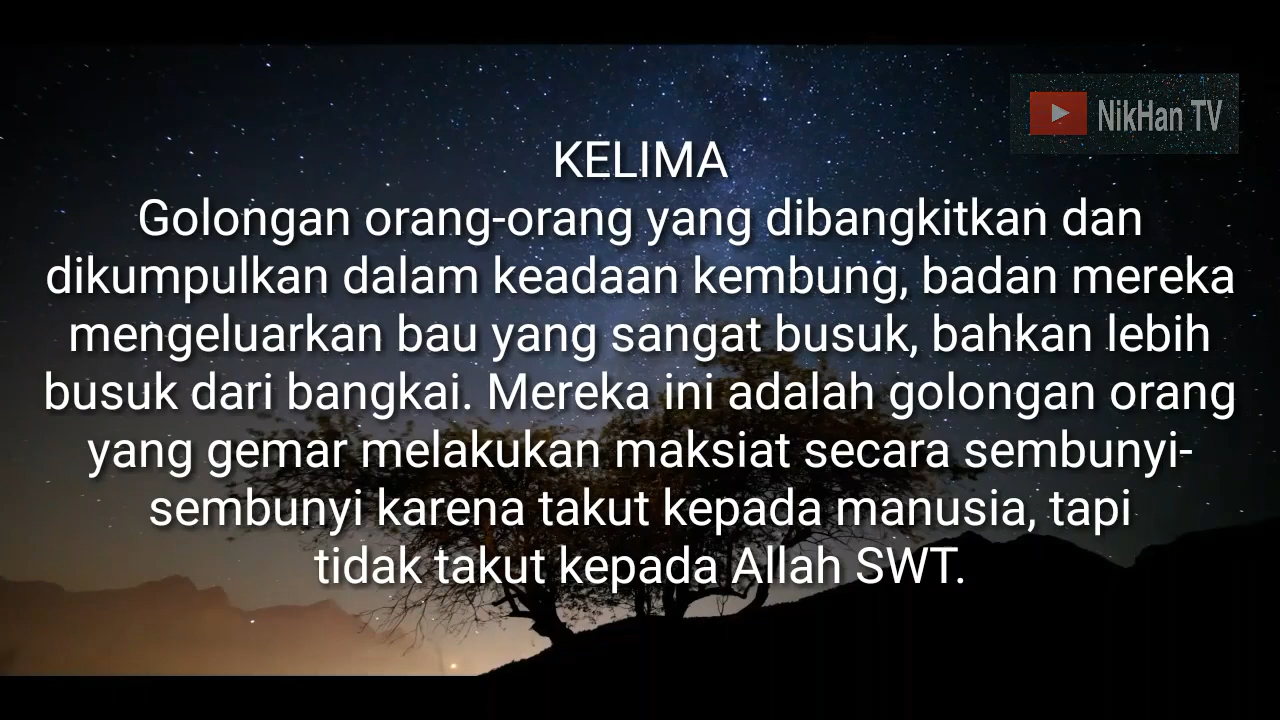 NikHan TV
KELIMA
Golongan orang-orang yang dibangkitkan dan
dikumpulkan dalam keadaan kembung, badan mereka
mengeluarkan bau yang sangat busuk, bahkan lebih
busuk dari bangkai. Mereka ini adalah golongan orang
yang gemar melakukan maksiat secara sembunyi-
sembunyi karena takut kepada manusia, tapi
tidak takut kepada Allah SWT.